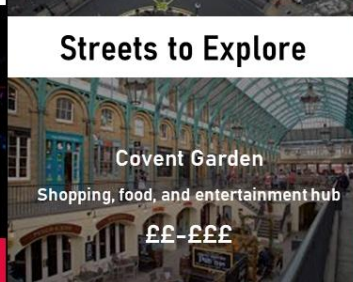 Streets to Explore
Covent Garden
Shopping, food, and entertainment hub
££-£££